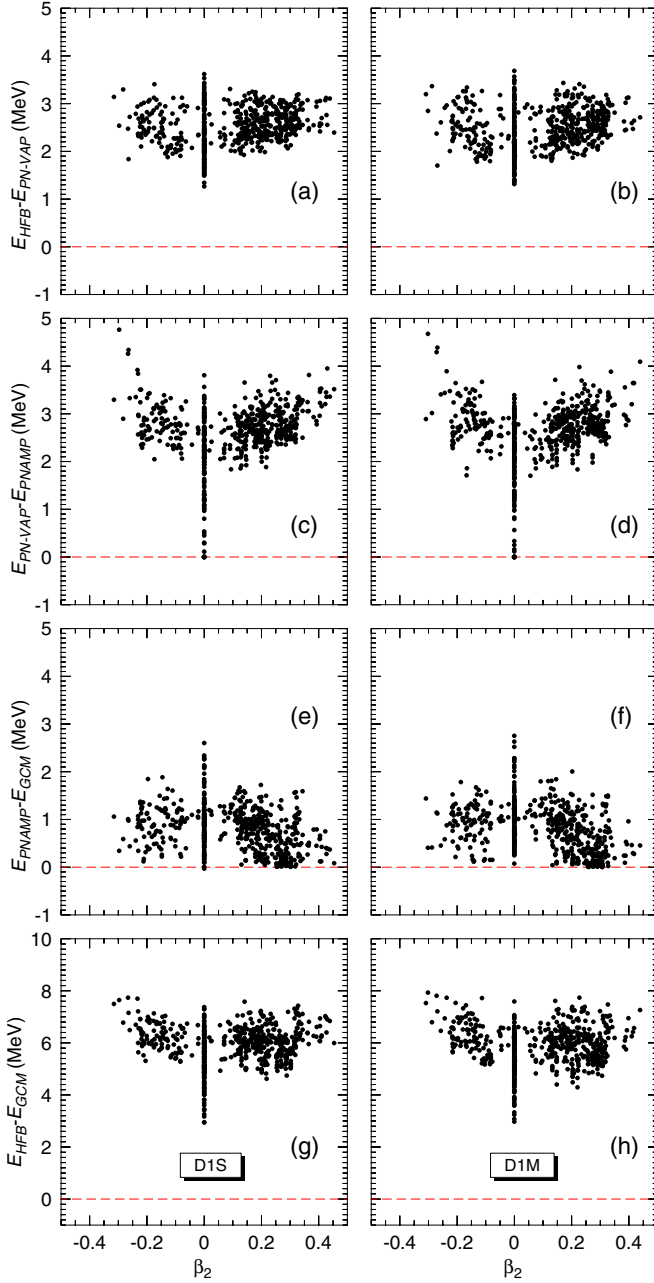 5
4
3
2
1
0
-1
E_HFB-E_PN-VAP (MeV)
(a)
(b)
5
4
3
2
1
0
-1
E_PN-VAP-E_PNAMP (MeV)
(c)
(d)
5
4
3
2
1
0
-1
E_PNAMP-E_GCM (MeV)
(e)
(f)
10
8
6
4
2
0
E_HFB-E_GCM (MeV)
(g)
(h)
D1S
D1M
-0.4 -0.2 0 0.2 0.4
-0.4 -0.2 0 0.2 0.4
β₂
β₂